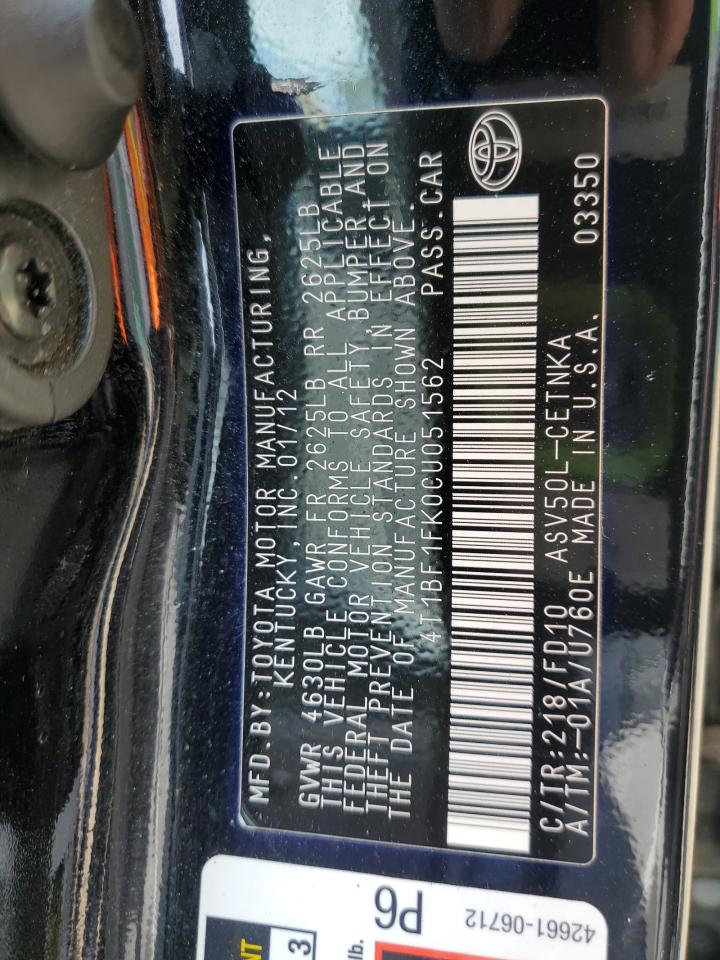 MFD.BY:TOYOTA MOTOR MANUFACTURING,
KENTUCKY, INC.01/12
GVWR 4630LB GAWR FR 2625LB RR 2625LB
THIS VEHICLE CONFORMS TO ALL APPLICABLE
FEDERAL MOTOR VEHICLE SAFETY, BUMPER AND
THEFT PREVENTION STANDARDS IN EFFECT ON
THE DATE OF MANUFACTURE SHOWN ABOVE.
4T1BF1FK0CU051562 PASS.CAR
C/TR:218/FD10 ASV50L-CETNKA
A/TM:-01A/U760E MADE IN U.S.A. 03350
P6
42661-06712
NT
3
lb.